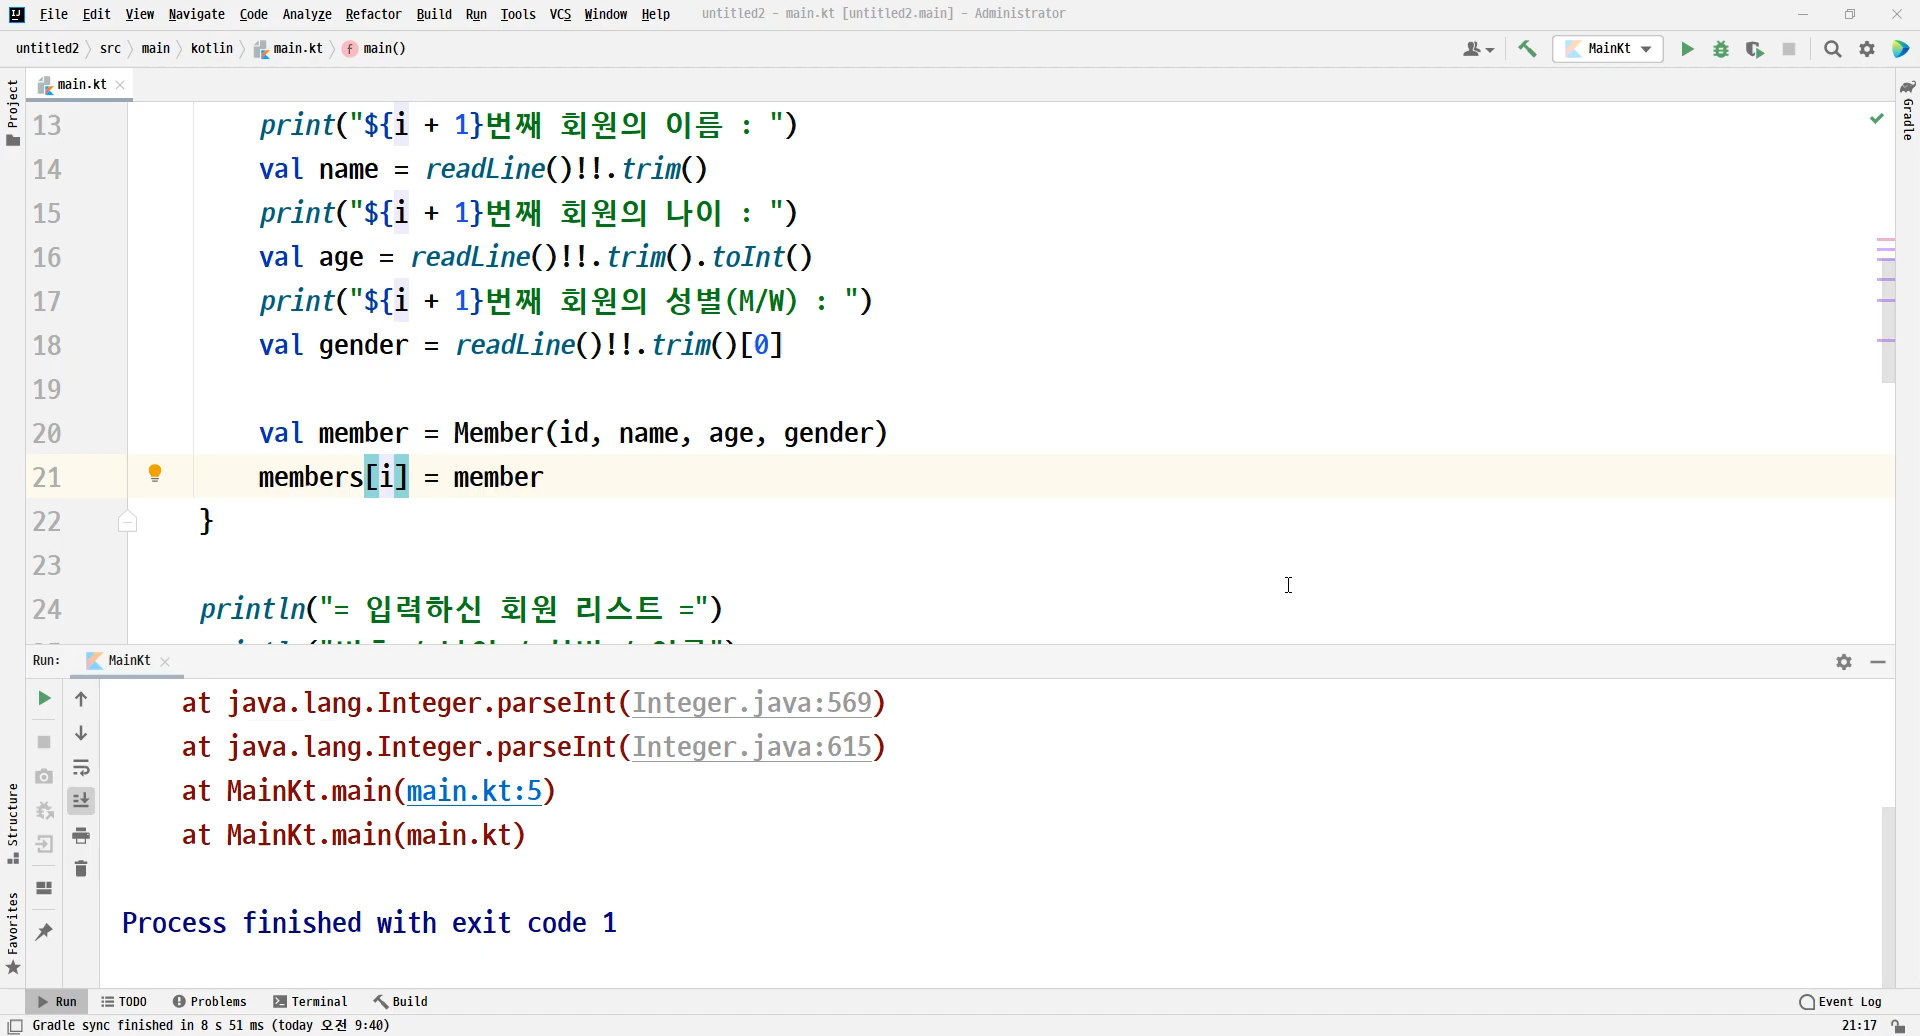 File Edit View Navigate Code Analyze Refactor Build Run Tools VCS Window Help untitled2 - main.kt [untitled2.main] - Administrator
untitled2 src main kotlin main.kt main() MainKt
Project
main.kt
Gradle
13 print("${i + 1}번째 회원의 이름 : ")
14 val name = readLine()!!.trim()
15 print("${i + 1}번째 회원의 나이 : ")
16 val age = readLine()!!.trim().toInt()
17 print("${i + 1}번째 회원의 성별(M/W) : ")
18 val gender = readLine()!!.trim()[0]
19
20 val member = Member(id, name, age, gender)
21 members[i] = member
22 }
23
24 println("= 입력하신 회원 리스트 =")
Run: MainKt
at java.lang.Integer.parseInt(Integer.java:569)
at java.lang.Integer.parseInt(Integer.java:615)
at MainKt.main(main.kt:5)
at MainKt.main(main.kt)
Process finished with exit code 1
Structure
Favorites
Run TODO Problems Terminal Build Event Log
Gradle sync finished in 8 s 51 ms (today 오전 9:40) 21:17